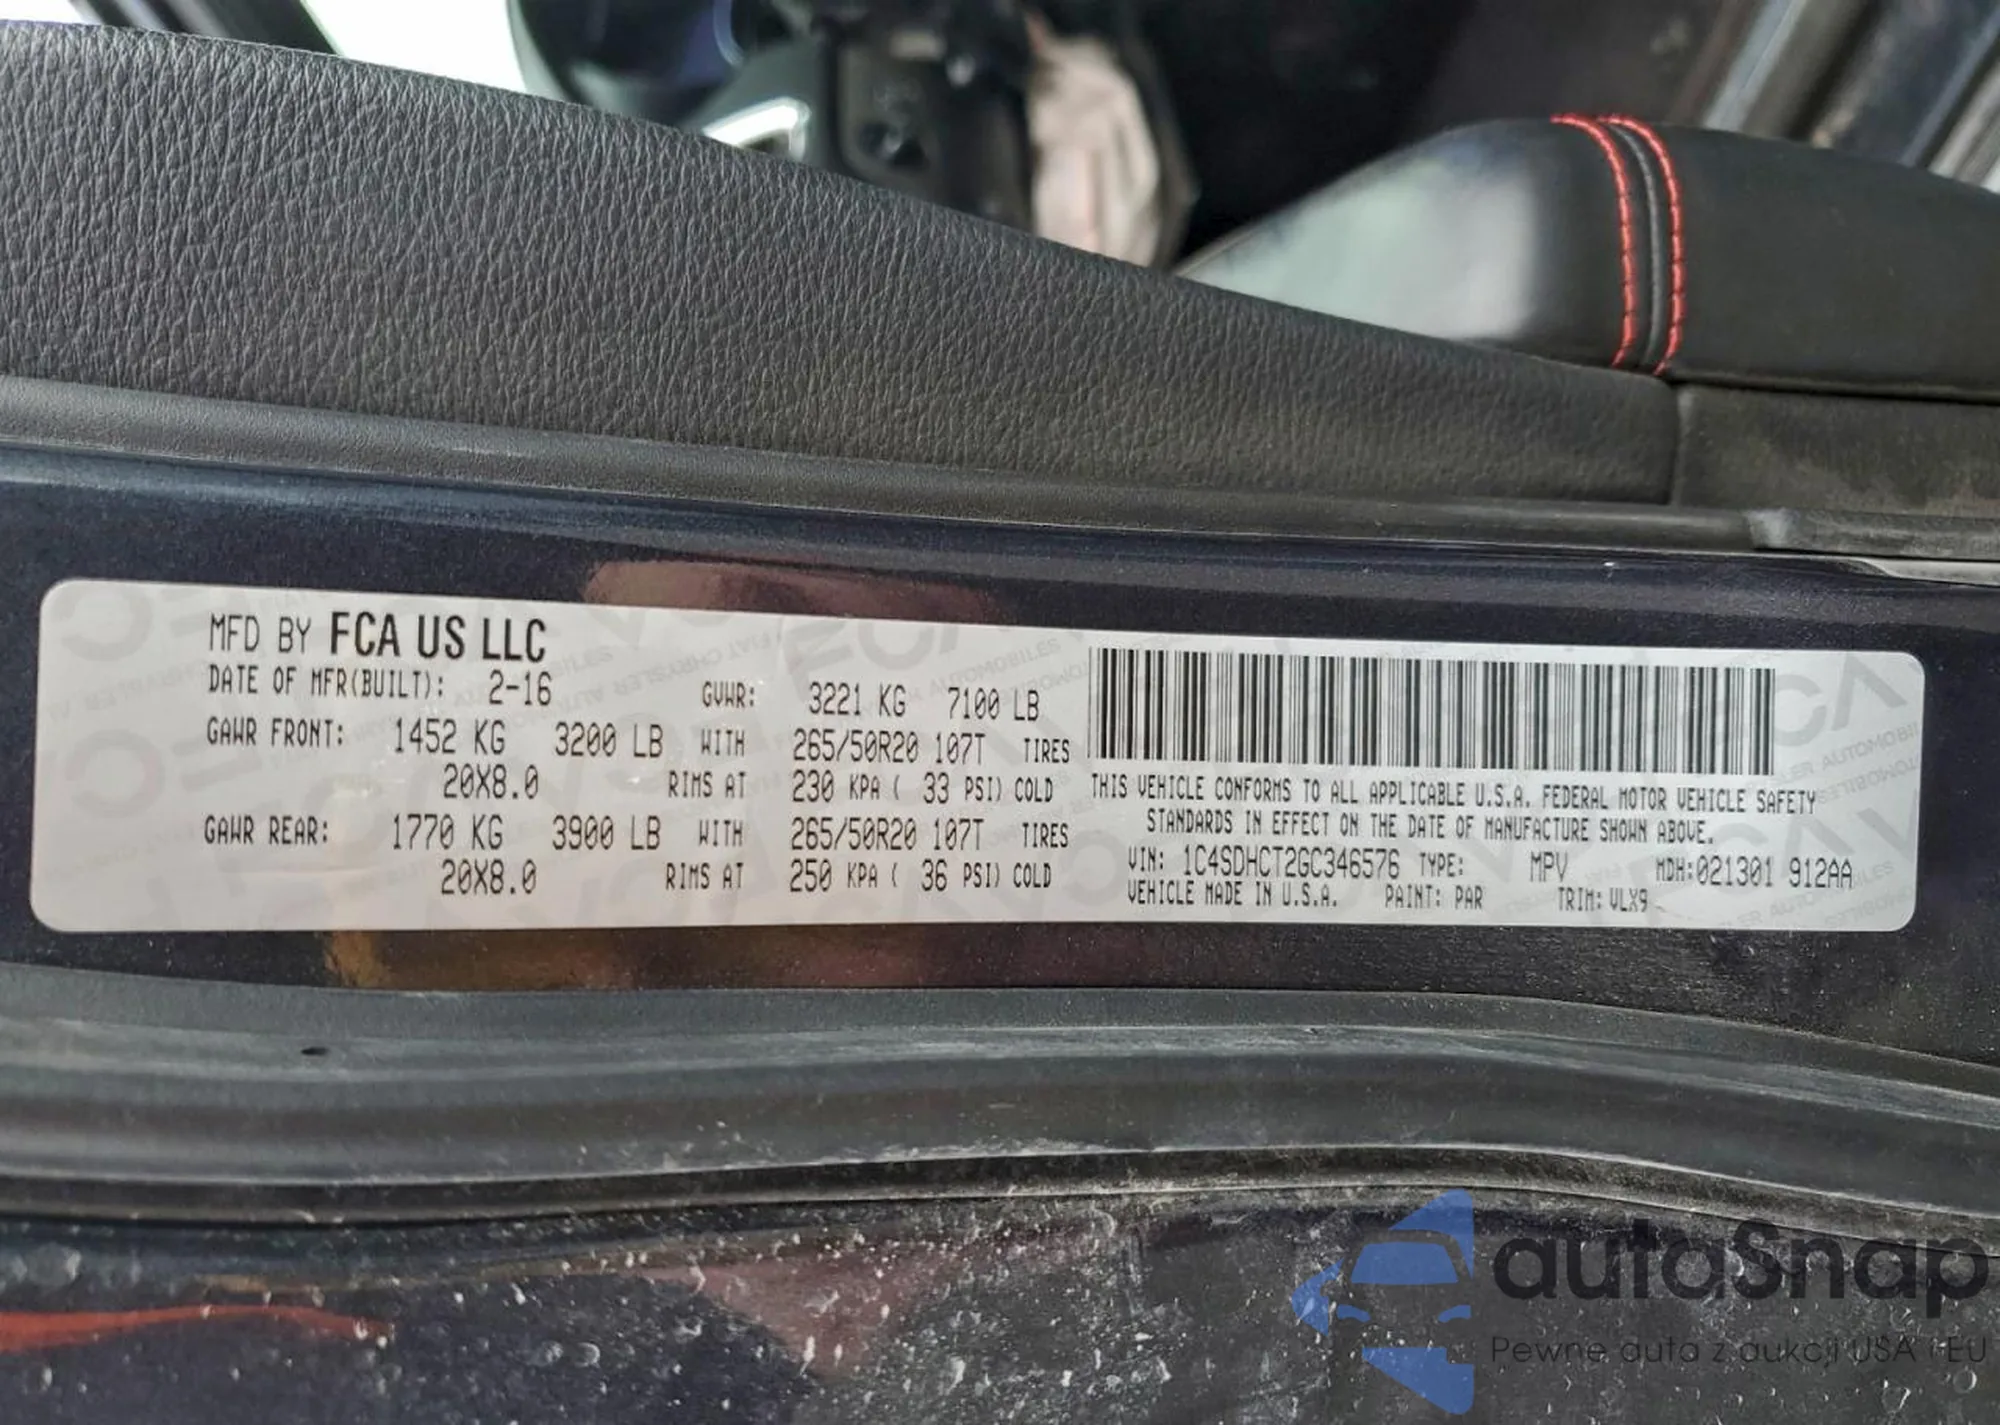 MFD BY FCA US LLC
DATE OF MFR(BUILT): 2-16 GVWR: 3221 KG 7100 LB
GAWR FRONT: 1452 KG 3200 LB WITH 265/50R20 107T TIRES
20X8.0 RIMS AT 230 KPA ( 33 PSI) COLD
GAWR REAR: 1770 KG 3900 LB WITH 265/50R20 107T TIRES
20X8.0 RIMS AT 250 KPA ( 36 PSI) COLD
THIS VEHICLE CONFORMS TO ALL APPLICABLE U.S.A. FEDERAL MOTOR VEHICLE SAFETY
STANDARDS IN EFFECT ON THE DATE OF MANUFACTURE SHOWN ABOVE.
VIN: 1C4SDHCT2GC346576 TYPE: MPV MDH:021301 912AA
VEHICLE MADE IN U.S.A. PAINT: PAR TRIM: VLX9
autoSnap
Pewne auta z aukcji USA i EU